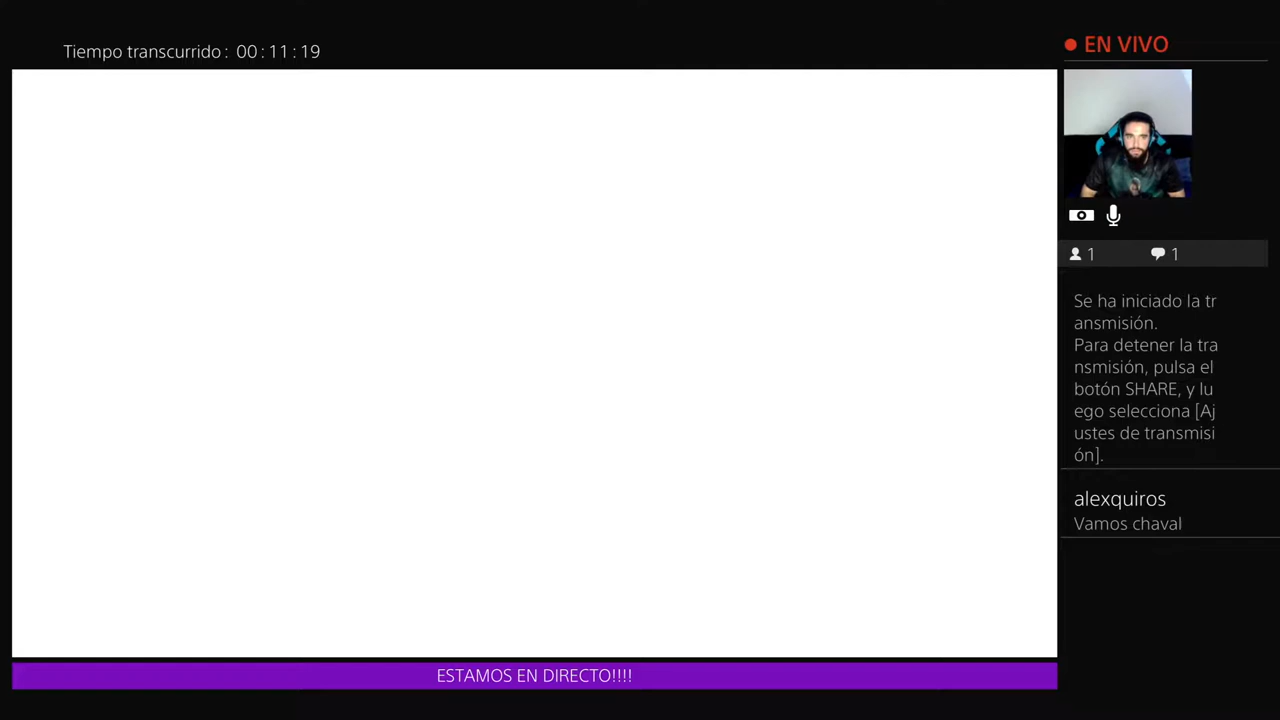 Tiempo transcurrido: 00:11:19
EN VIVO
1
1
Se ha iniciado la tr
ansmisión.
Para detener la tra
nsmisión, pulsa el
botón SHARE, y lu
ego selecciona [Aj
ustes de transmisi
ón].
alexquiros
Vamos chaval
ESTAMOS EN DIRECTO!!!!